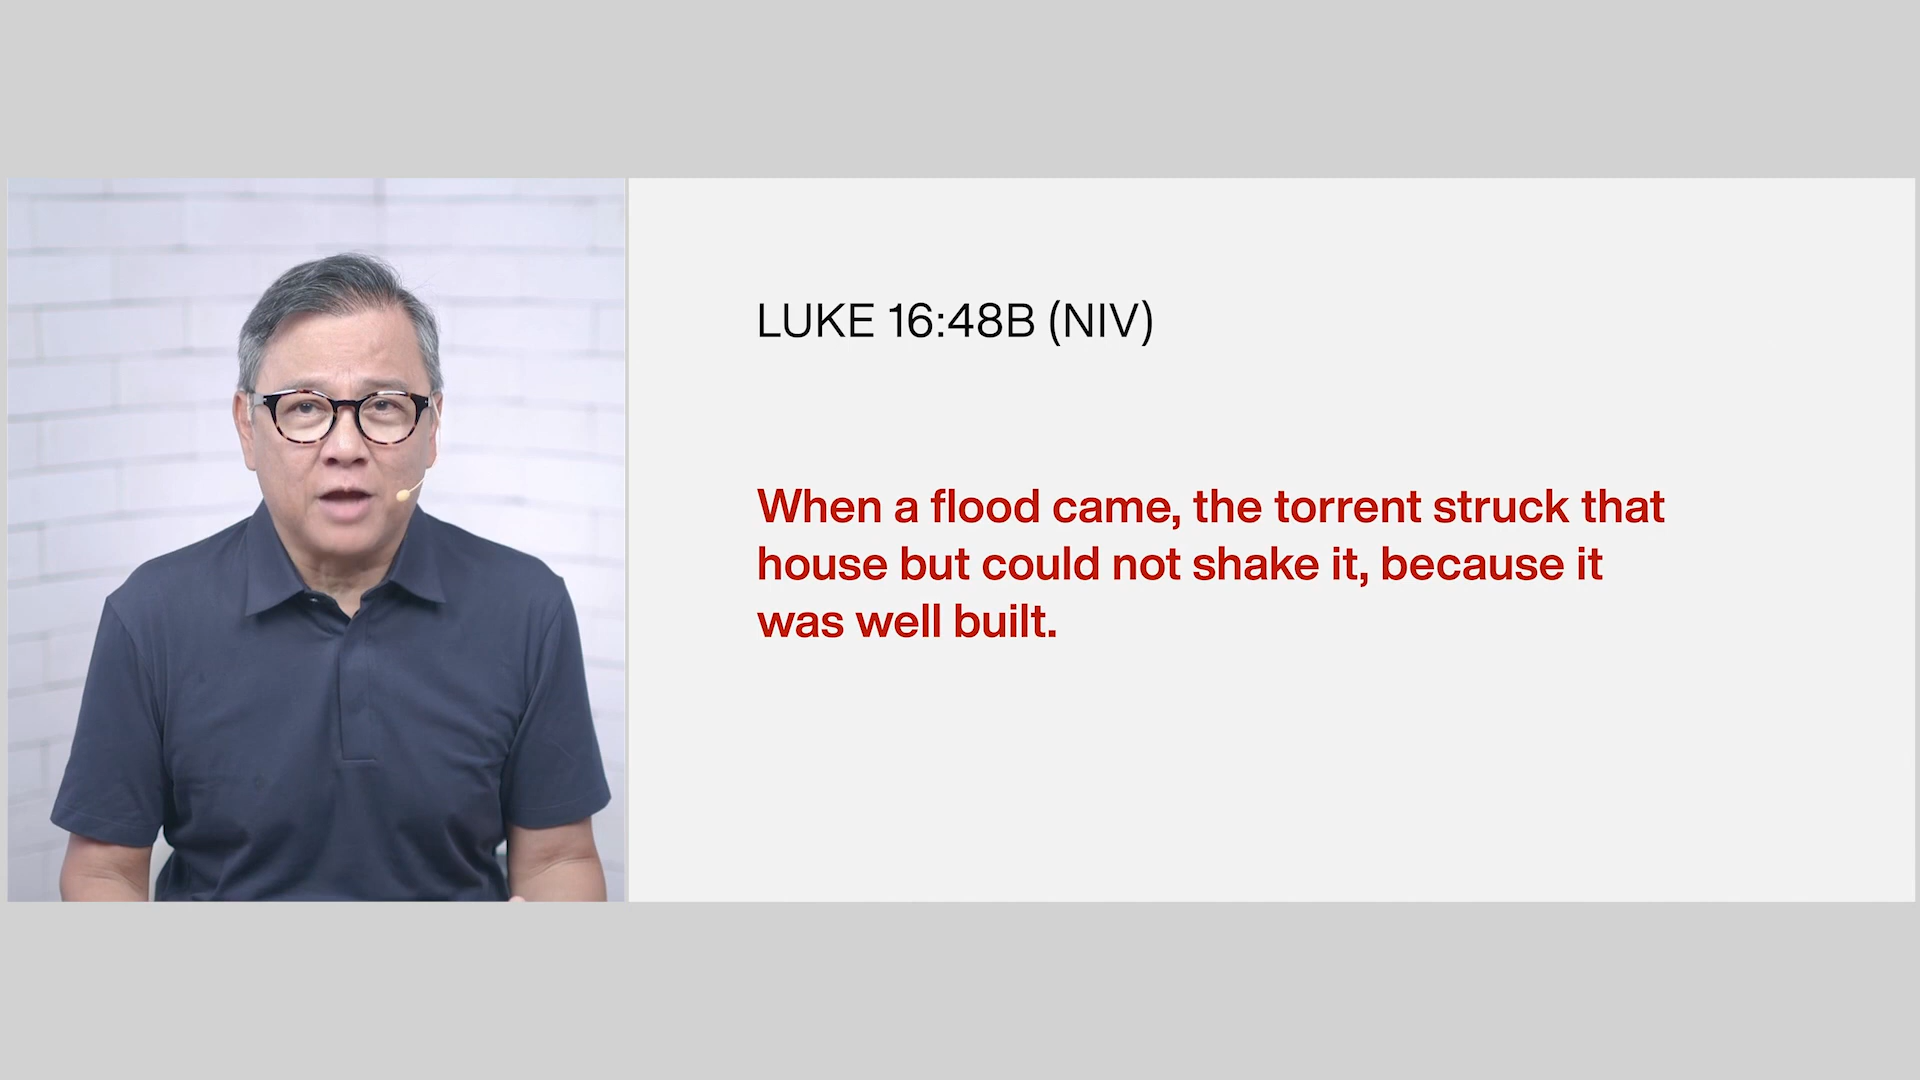 LUKE 16:48B (NIV)
When a flood came, the torrent struck that
house but could not shake it, because it
was well built.